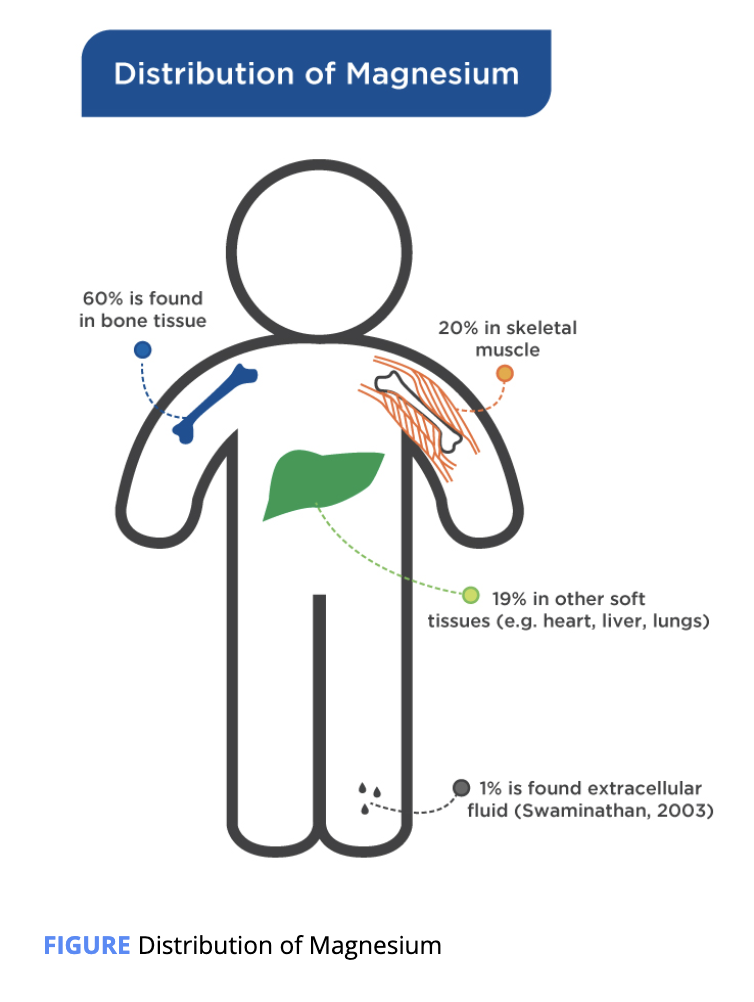 Distribution of Magnesium
60% is found
in bone tissue
20% in skeletal
muscle
19% in other soft
tissues (e.g. heart, liver, lungs)
1% is found extracellular
fluid (Swaminathan, 2003)
FIGURE Distribution of Magnesium